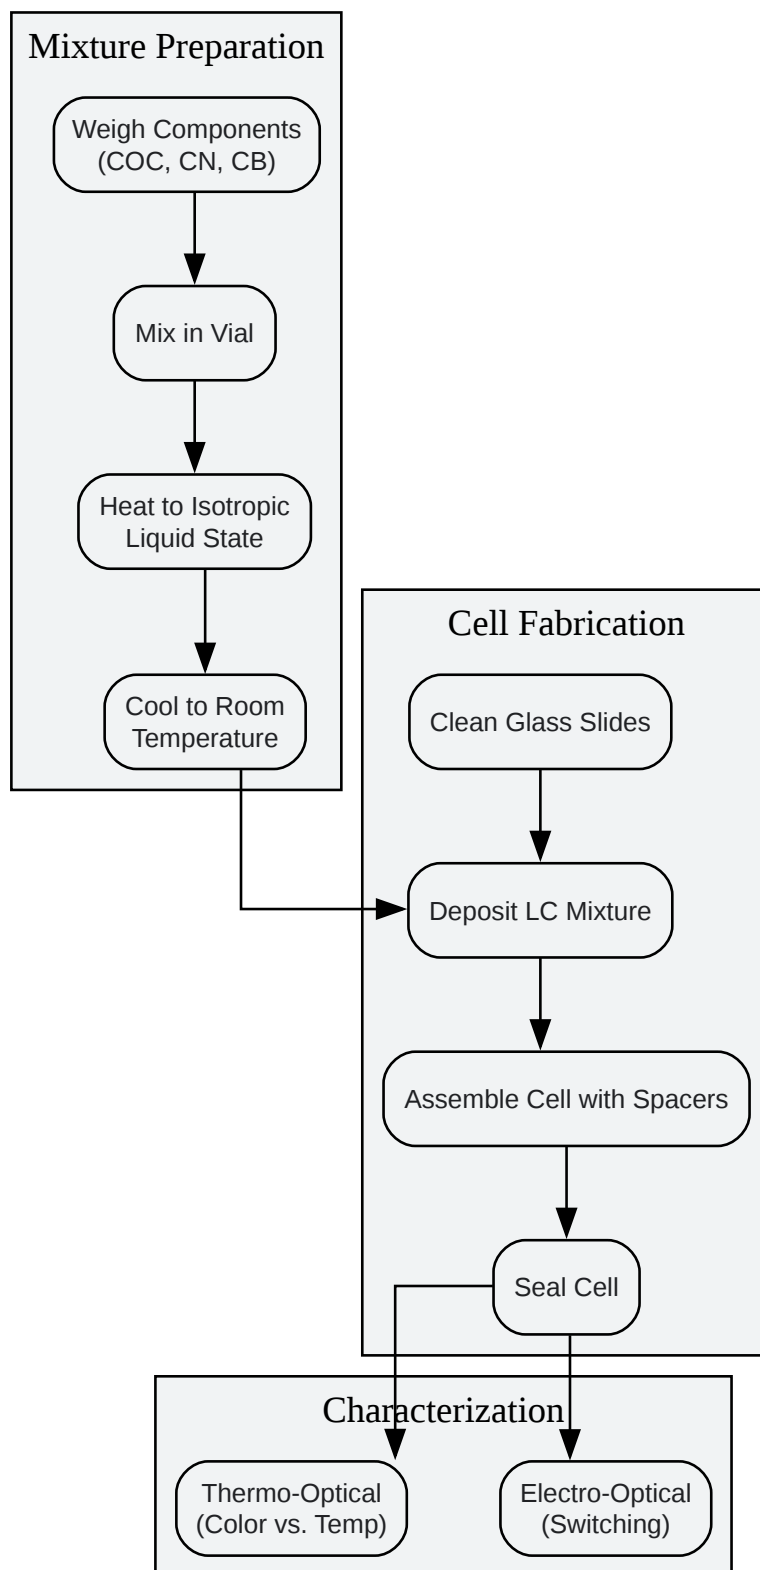 Mixture Preparation
Weigh Components
(COC, CN, CB)
Mix in Vial
Heat to Isotropic
Liquid State
Cool to Room
Temperature
Cell Fabrication
Clean Glass Slides
Deposit LC Mixture
Assemble Cell with Spacers
Seal Cell
Characterization
Thermo-Optical
(Color vs. Temp)
Electro-Optical
(Switching)